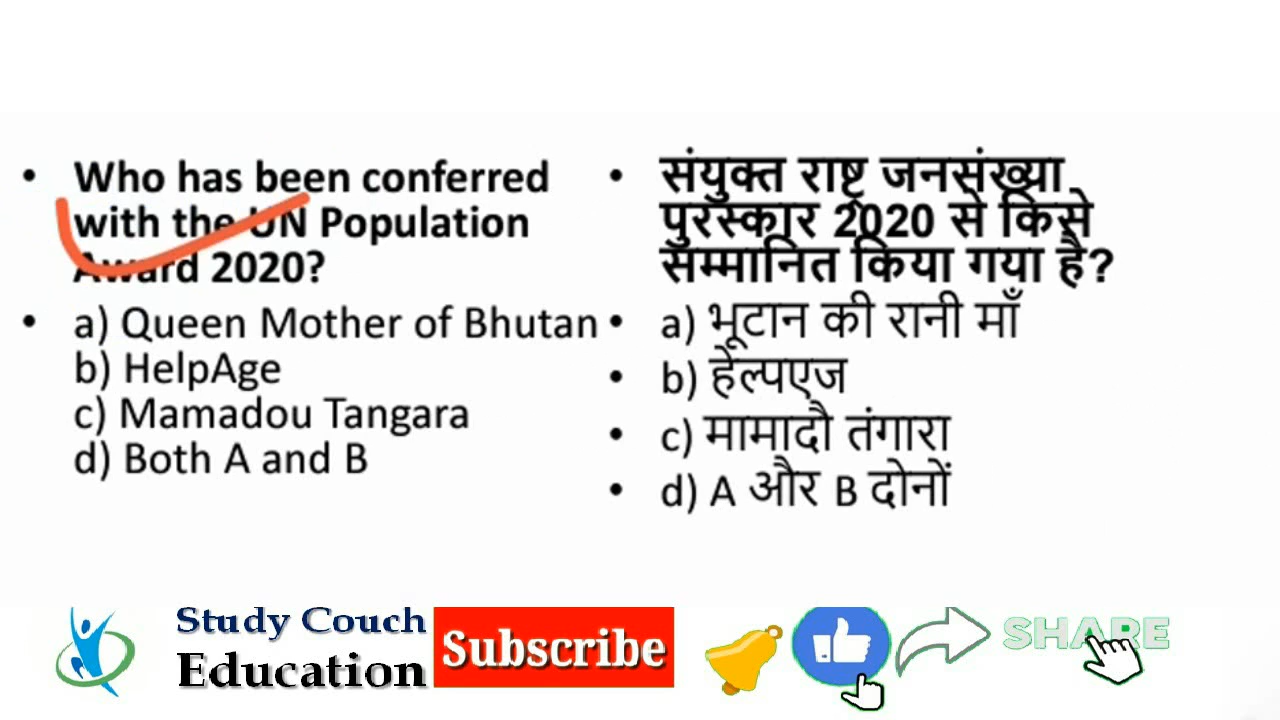 • Who has been conferred
with the UN Population
Award 2020?
• a) Queen Mother of Bhutan
b) HelpAge
c) Mamadou Tangara
d) Both A and B
• संयुक्त राष्ट्र जनसंख्या
पुरस्कार 2020 से किसे
सम्मानित किया गया है?
• a) भूटान की रानी माँ
• b) हेल्पएज
• c) मामादौ तंगारा
• d) A और B दोनों
Study Couch
Education
Subscribe
SHARE